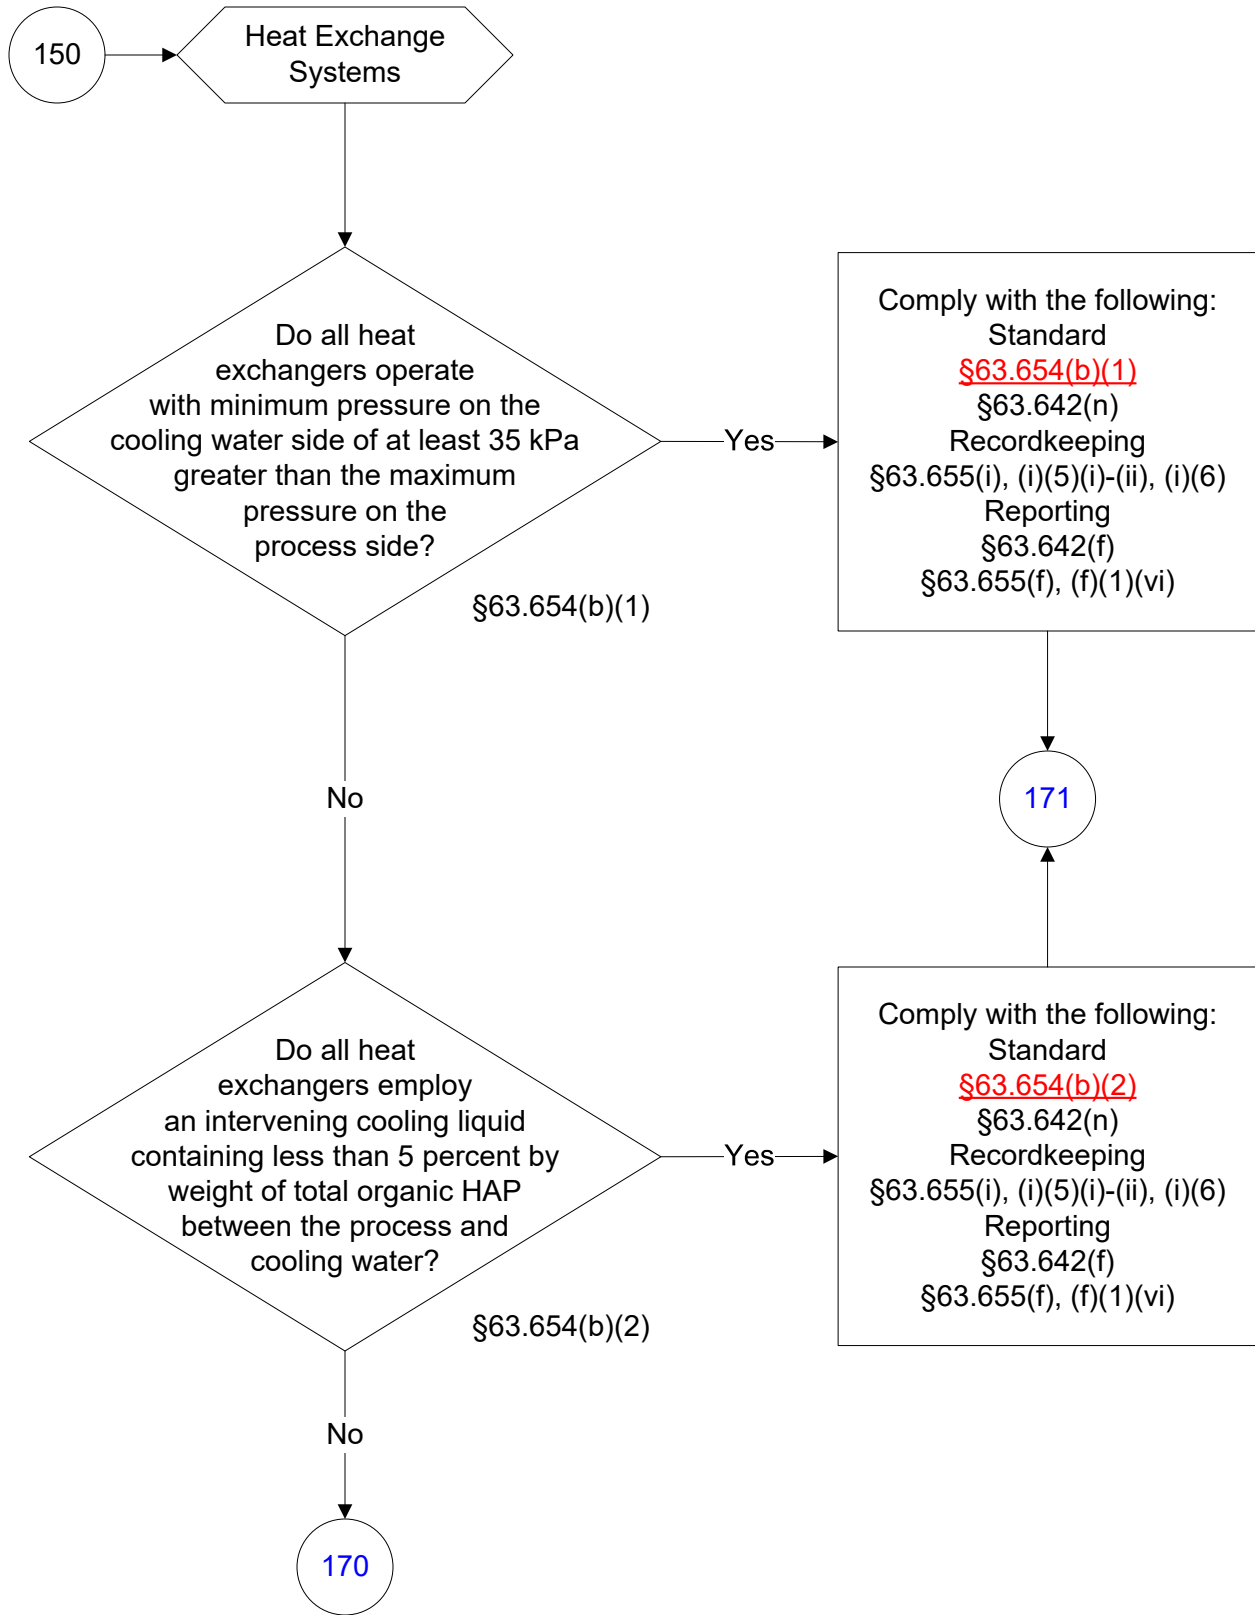 150
Heat Exchange
Systems
Do all heat
exchangers operate
with minimum pressure on the
cooling water side of at least 35 kPa
greater than the maximum
pressure on the
process side?
§63.654(b)(1)
Yes
Comply with the following:
Standard
§63.654(b)(1)
§63.642(n)
Recordkeeping
§63.655(i), (i)(5)(i)-(ii), (i)(6)
Reporting
§63.642(f)
§63.655(f), (f)(1)(vi)
No
171
Do all heat
exchangers employ
an intervening cooling liquid
containing less than 5 percent by
weight of total organic HAP
between the process and
cooling water?
§63.654(b)(2)
Yes
Comply with the following:
Standard
§63.654(b)(2)
§63.642(n)
Recordkeeping
§63.655(i), (i)(5)(i)-(ii), (i)(6)
Reporting
§63.642(f)
§63.655(f), (f)(1)(vi)
No
170